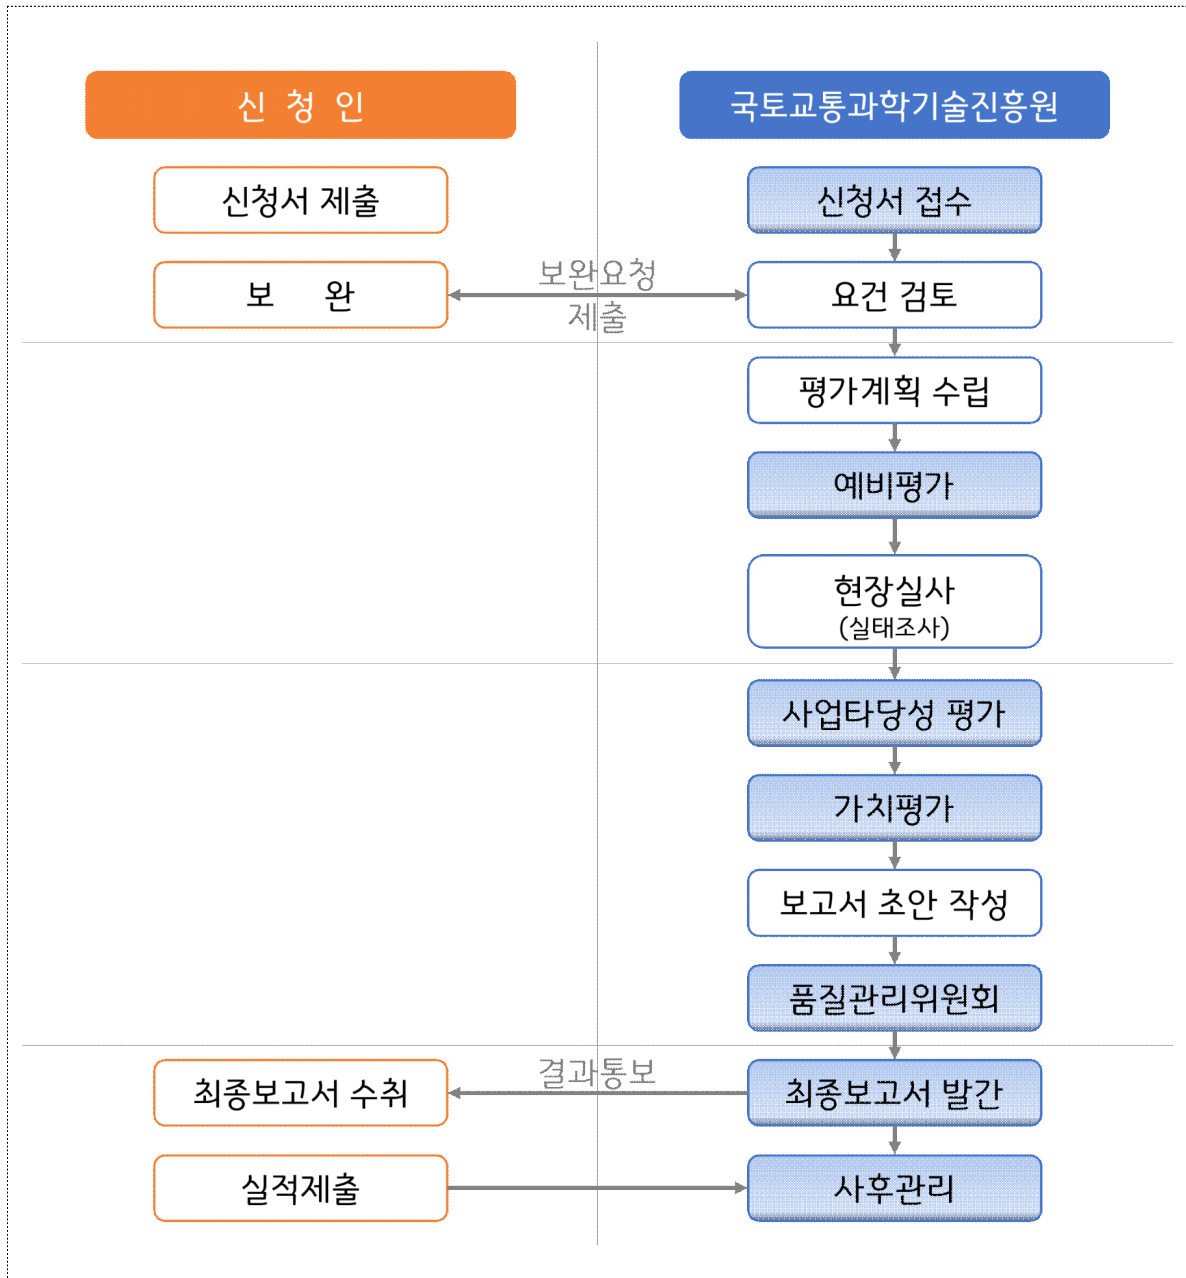 신 청 인
국토교통과학기술진흥원
신청서 제출
신청서 접수
보 완
보완요청
제출
요건 검토
평가계획 수립
예비평가
현장실사
(실태조사)
사업타당성 평가
가치평가
보고서 초안 작성
품질관리위원회
최종보고서 수취
결과통보
최종보고서 발간
실적제출
사후관리